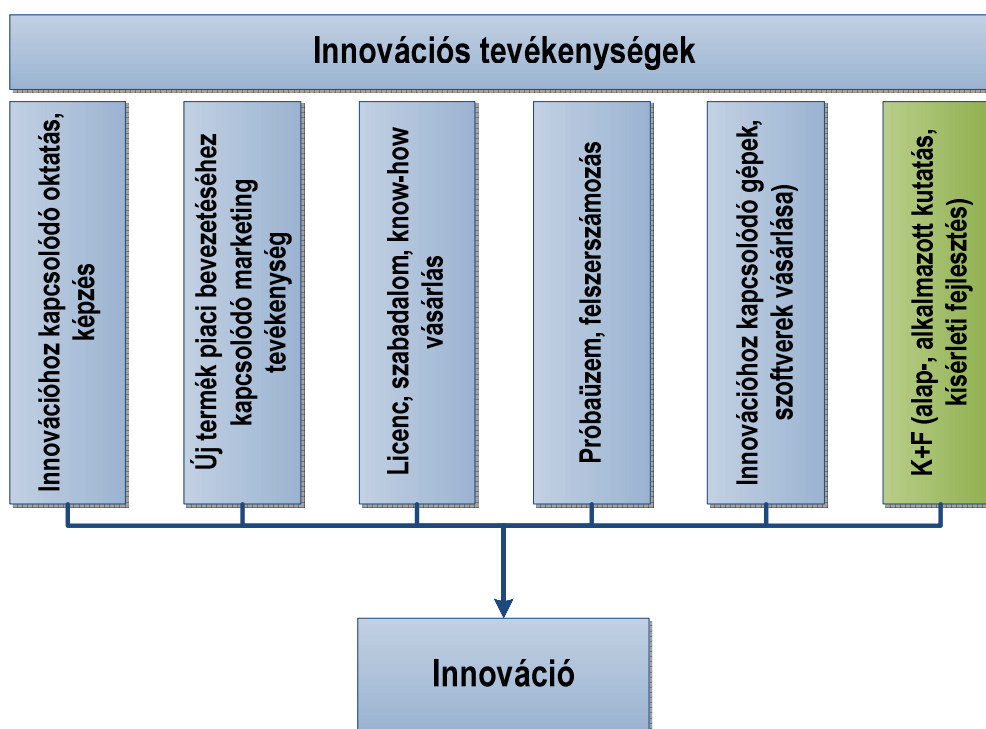 Innovációs tevékenységek
Innovációhoz kapcsolódó oktatás,
képzés
Új termék piaci bevezetéséhez
kapcsolódó marketing
tevékenység
Licenc, szabadalom, know-how
vásárlás
Próbaüzem, felszerszámozás
Innovációhoz kapcsolódó gépek,
szoftverek vásárlása)
K+F (alap-, alkalmazott kutatás,
kísérleti fejlesztés)
Innováció